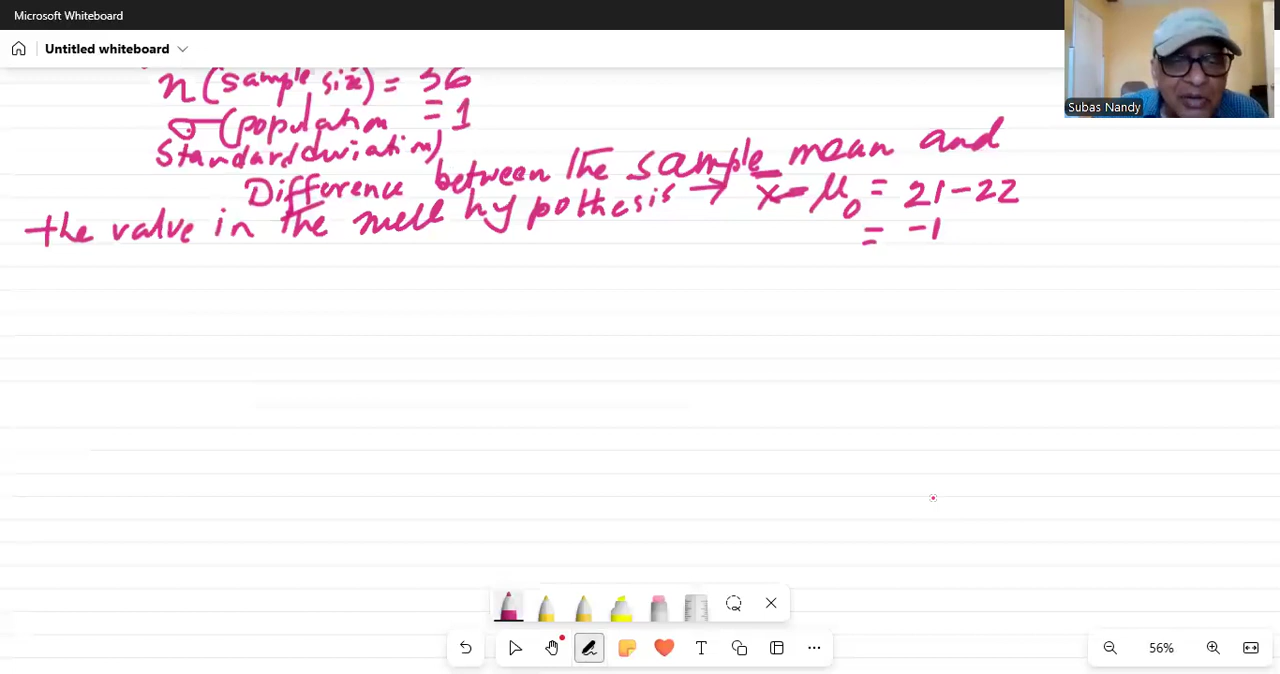 Microsoft Whiteboard
Untitled whiteboard
Subas Nandy
n (sample size) = 36
σ (population = 1
Standard deviation)
Difference between the sample mean and
the value in the null hypothesis → x̄ - μ₀ = 21-22
= -1
56%